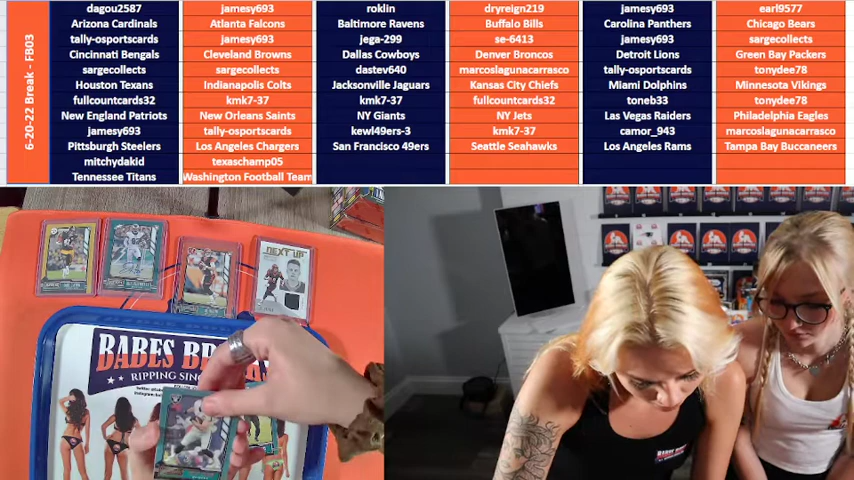 6-20-22 Break - FB03
dagou2587 jamesy693 roklin dryreign219 jamesy693 earl9577
Arizona Cardinals Atlanta Falcons Baltimore Ravens Buffalo Bills Carolina Panthers Chicago Bears
tally-osportscards jamesy693 jega-299 se-6413 jamesy693 sargecollects
Cincinnati Bengals Cleveland Browns Dallas Cowboys Denver Broncos Detroit Lions Green Bay Packers
sargecollects sargecollects dastev640 marcoslagunacarrasco tally-osportscards tonydee78
Houston Texans Indianapolis Colts Jacksonville Jaguars Kansas City Chiefs Miami Dolphins Minnesota Vikings
fullcountcards32 kmk7-37 kmk7-37 fullcountcards32 toneb33 tonydee78
New England Patriots New Orleans Saints NY Giants NY Jets Las Vegas Raiders Philadelphia Eagles
jamesy693 tally-osportscards kewl49ers-3 kmk7-37 camor_943 marcoslagunacarrasco
Pittsburgh Steelers Los Angeles Chargers San Francisco 49ers Seattle Seahawks Los Angeles Rams Tampa Bay Buccaneers
mitchydakid texaschamp05
Tennessee Titans Washington Football Team
NEXT UP
BABES BR
RIPPING SIN
BABES